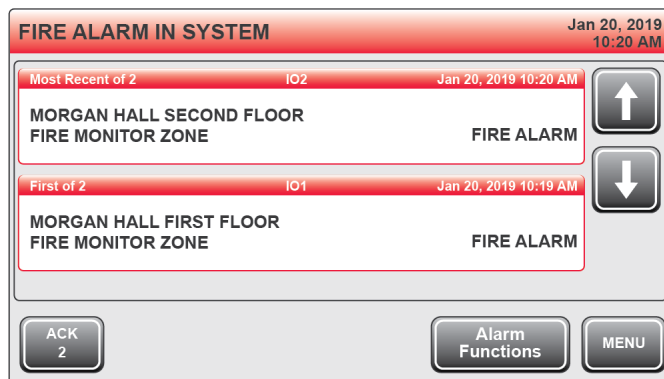 FIRE ALARM IN SYSTEM
Jan 20, 2019
10:20 AM
Most Recent of 2 IO2 Jan 20, 2019 10:20 AM
MORGAN HALL SECOND FLOOR
FIRE MONITOR ZONE FIRE ALARM
First of 2 IO1 Jan 20, 2019 10:19 AM
MORGAN HALL FIRST FLOOR
FIRE MONITOR ZONE FIRE ALARM
ACK
2
Alarm
Functions
MENU